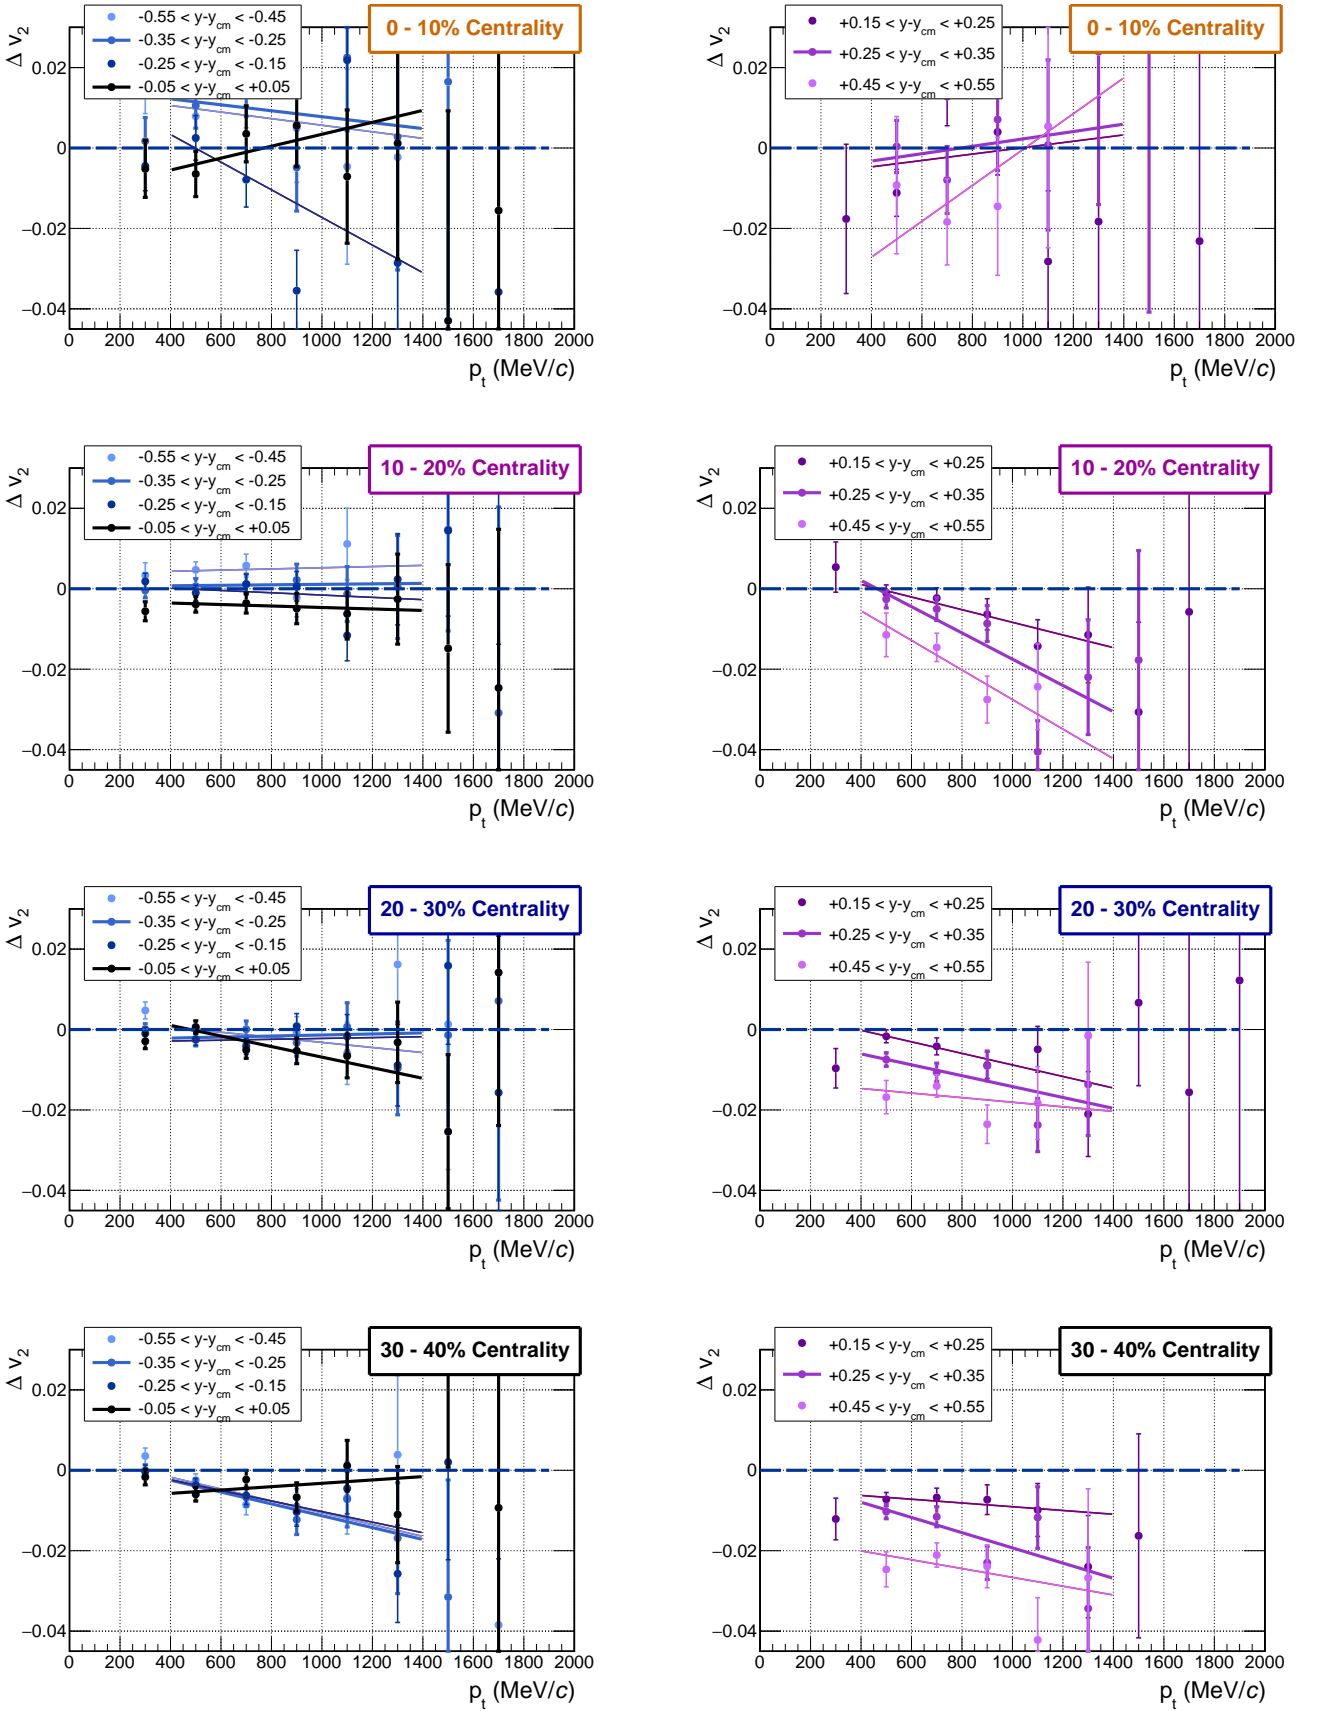 -0.55 < y-ycm < -0.45
-0.35 < y-ycm < -0.25
-0.25 < y-ycm < -0.15
-0.05 < y-ycm < +0.05
0 - 10% Centrality
Δ v2
0.02
0
−0.02
−0.04
0 200 400 600 800 1000 1200 1400 1600 1800 2000
pt (MeV/c)
+0.15 < y-ycm < +0.25
+0.25 < y-ycm < +0.35
+0.45 < y-ycm < +0.55
0 - 10% Centrality
Δ v2
0.02
0
−0.02
−0.04
0 200 400 600 800 1000 1200 1400 1600 1800 2000
pt (MeV/c)
-0.55 < y-ycm < -0.45
-0.35 < y-ycm < -0.25
-0.25 < y-ycm < -0.15
-0.05 < y-ycm < +0.05
10 - 20% Centrality
Δ v2
0.02
0
−0.02
−0.04
0 200 400 600 800 1000 1200 1400 1600 1800 2000
pt (MeV/c)
+0.15 < y-ycm < +0.25
+0.25 < y-ycm < +0.35
+0.45 < y-ycm < +0.55
10 - 20% Centrality
Δ v2
0.02
0
−0.02
−0.04
0 200 400 600 800 1000 1200 1400 1600 1800 2000
pt (MeV/c)
-0.55 < y-ycm < -0.45
-0.35 < y-ycm < -0.25
-0.25 < y-ycm < -0.15
-0.05 < y-ycm < +0.05
20 - 30% Centrality
Δ v2
0.02
0
−0.02
−0.04
0 200 400 600 800 1000 1200 1400 1600 1800 2000
pt (MeV/c)
+0.15 < y-ycm < +0.25
+0.25 < y-ycm < +0.35
+0.45 < y-ycm < +0.55
20 - 30% Centrality
Δ v2
0.02
0
−0.02
−0.04
0 200 400 600 800 1000 1200 1400 1600 1800 2000
pt (MeV/c)
-0.55 < y-ycm < -0.45
-0.35 < y-ycm < -0.25
-0.25 < y-ycm < -0.15
-0.05 < y-ycm < +0.05
30 - 40% Centrality
Δ v2
0.02
0
−0.02
−0.04
0 200 400 600 800 1000 1200 1400 1600 1800 2000
pt (MeV/c)
+0.15 < y-ycm < +0.25
+0.25 < y-ycm < +0.35
+0.45 < y-ycm < +0.55
30 - 40% Centrality
Δ v2
0.02
0
−0.02
−0.04
0 200 400 600 800 1000 1200 1400 1600 1800 2000
pt (MeV/c)